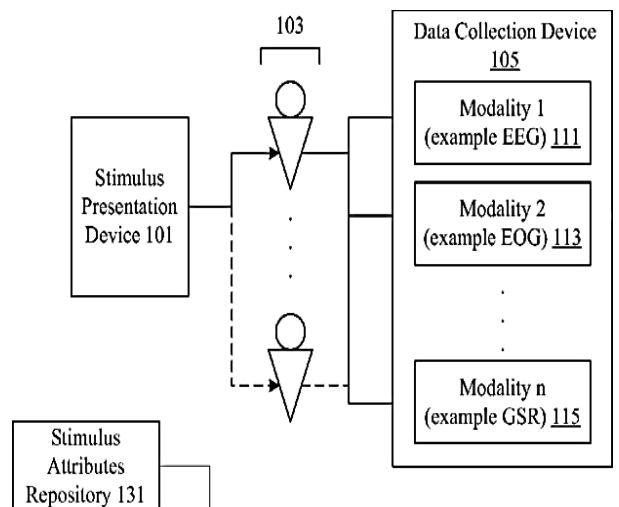 103
Data Collection Device
105
Modality 1
(example EEG) 111
Stimulus
Presentation
Device 101
Modality 2
(example EOG) 113
Modality n
(example GSR) 115
Stimulus
Attributes
Repository 131